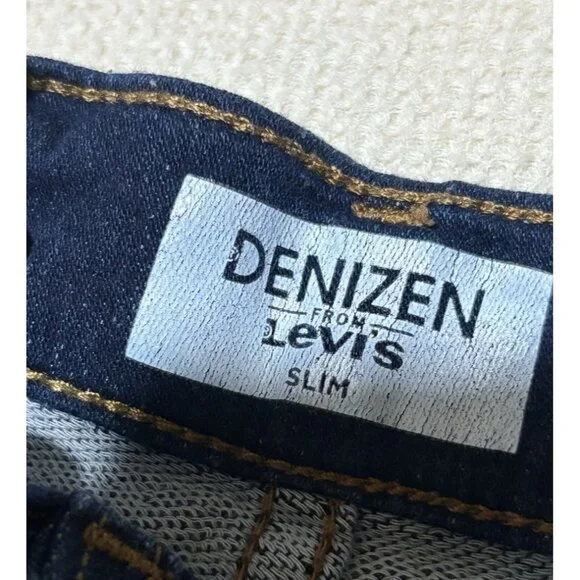 DENIZEN
FROM
Levi's
SLIM